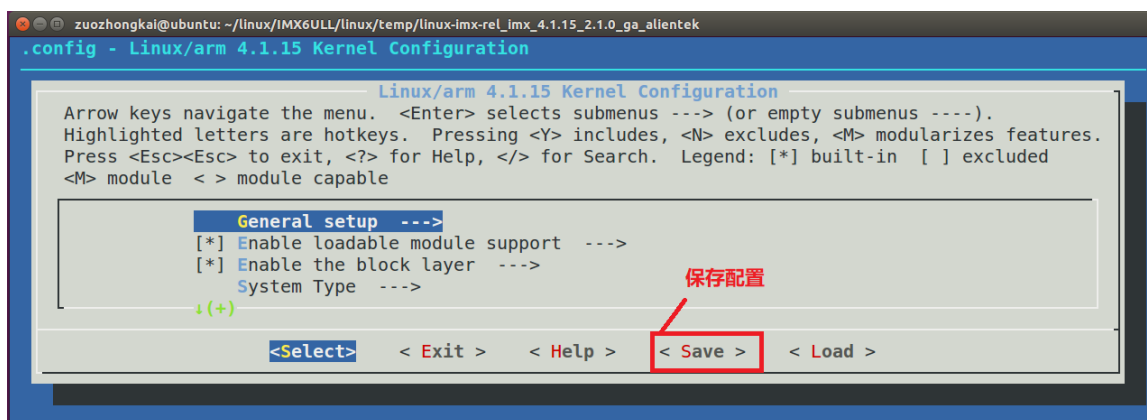 zuozhongkai@ubuntu: ~/linux/IMX6ULL/linux/temp/linux-imx-rel_imx_4.1.15_2.1.0_ga_alientek
.config - Linux/arm 4.1.15 Kernel Configuration
Linux/arm 4.1.15 Kernel Configuration
Arrow keys navigate the menu.  <Enter> selects submenus ---> (or empty submenus ----).
Highlighted letters are hotkeys.  Pressing <Y> includes, <N> excludes, <M> modularizes features.
Press <Esc><Esc> to exit, <?> for Help, </> for Search.  Legend: [*] built-in  [ ] excluded
<M> module  < > module capable
General setup  --->
[*] Enable loadable module support  --->
[*] Enable the block layer  --->
System Type  --->
保存配置
↓(+)
<Select>    < Exit >    < Help >    < Save >    < Load >